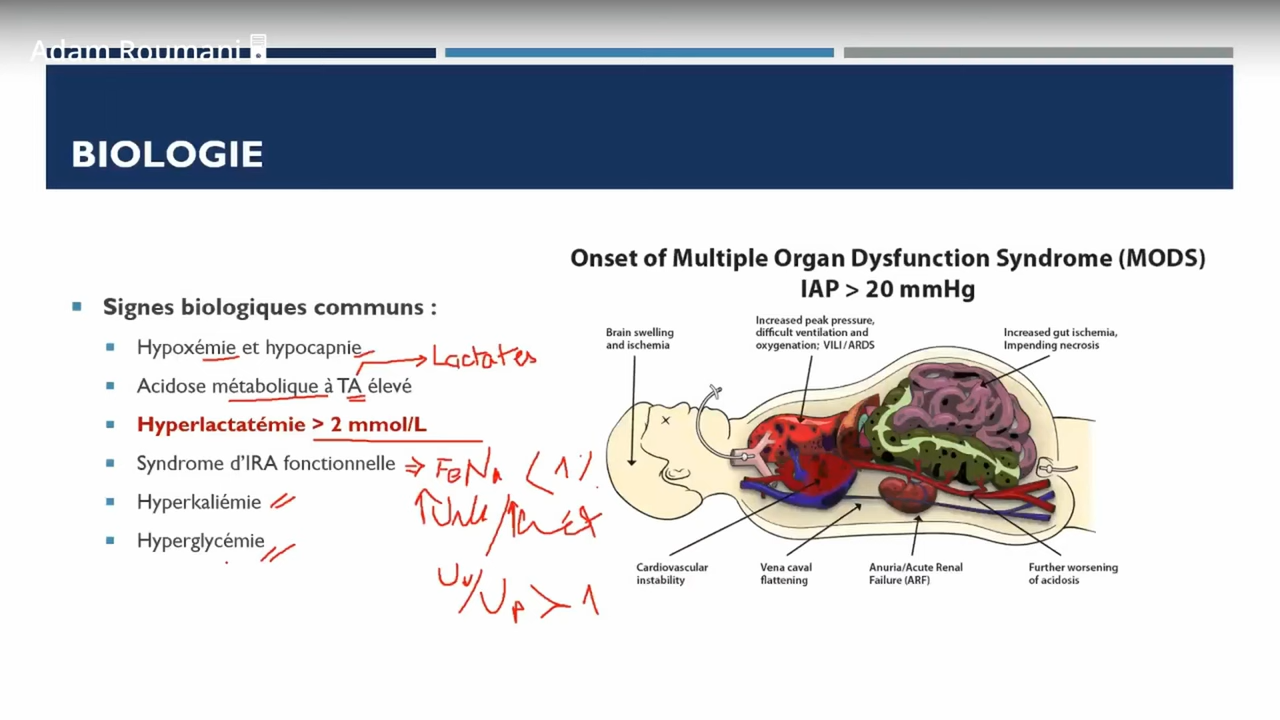 Adam Roumani
BIOLOGIE
Signes biologiques communs :
Hypoxémie et hypocapnie
Lactates
Acidose métabolique à TA élevé
Hyperlactatémie > 2 mmol/L
Syndrome d'IRA fonctionnelle ⇒ FENa < 1%
Hyperkaliémie
Hyperglycémie
↑Urée / ↑Créat
Uu/Up > 1
Onset of Multiple Organ Dysfunction Syndrome (MODS)
IAP > 20 mmHg
Brain swelling
and ischemia
Increased peak pressure,
difficult ventilation and
oxygenation; VILI/ARDS
Increased gut ischemia,
Impending necrosis
Cardiovascular
instability
Vena caval
flattening
Anuria/Acute Renal
Failure (ARF)
Further worsening
of acidosis